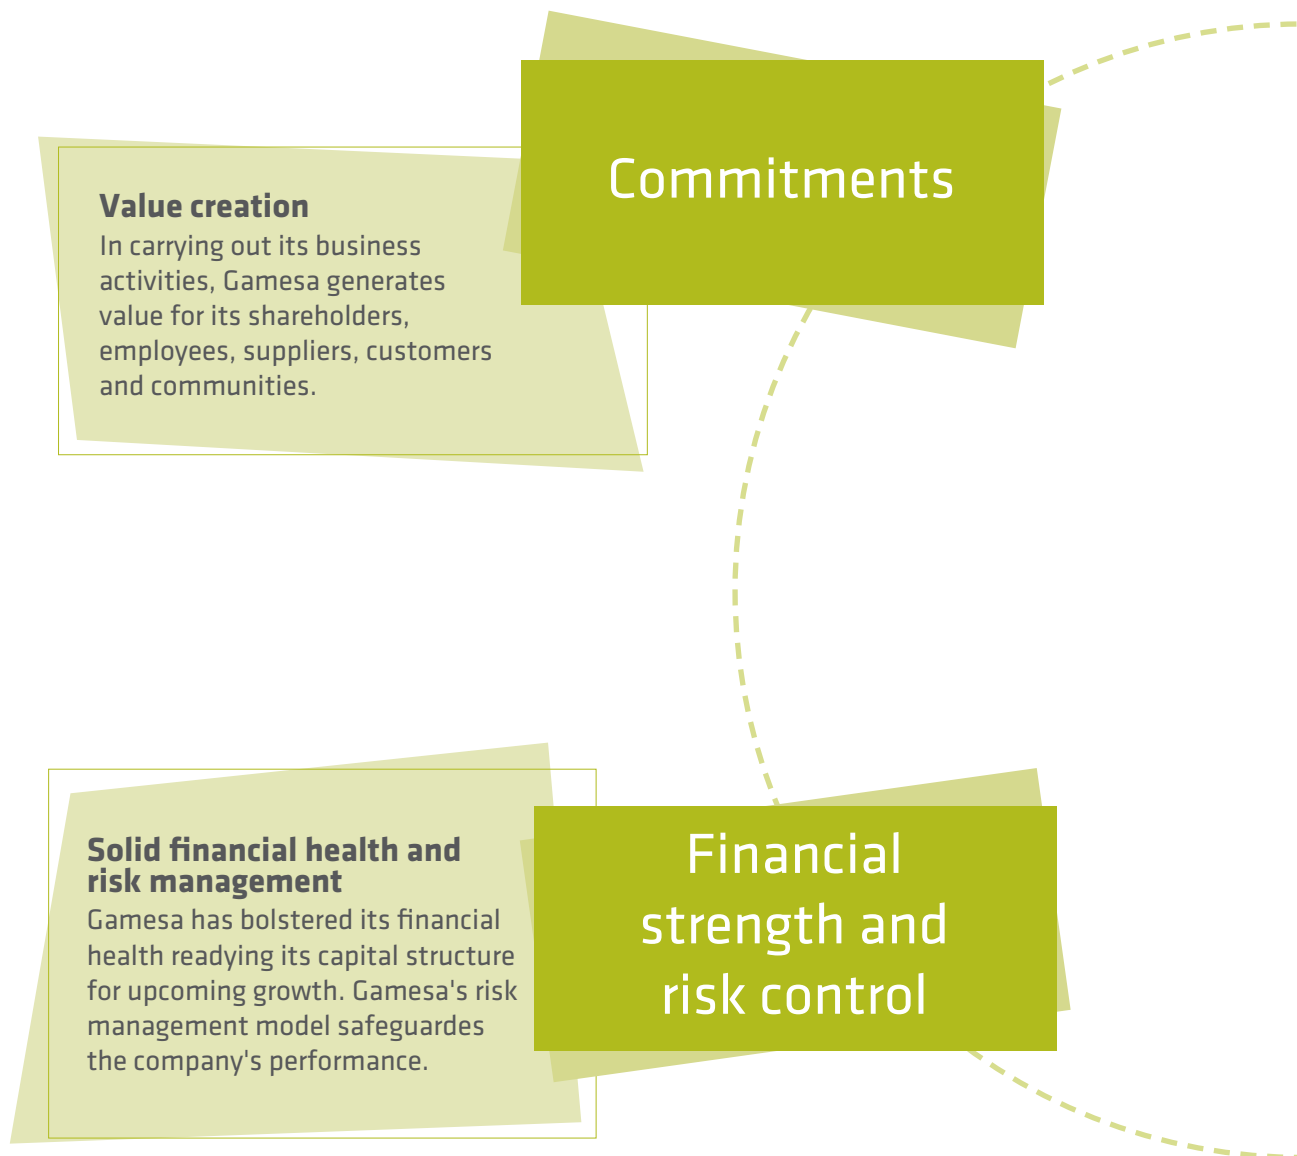 Commitments
Value creation
In carrying out its business
activities, Gamesa generates
value for its shareholders,
employees, suppliers, customers
and communities.
Solid financial health and
risk management
Gamesa has bolstered its financial
health readying its capital structure
for upcoming growth. Gamesa's risk
management model safeguardes
the company's performance.
Financial
strength and
risk control